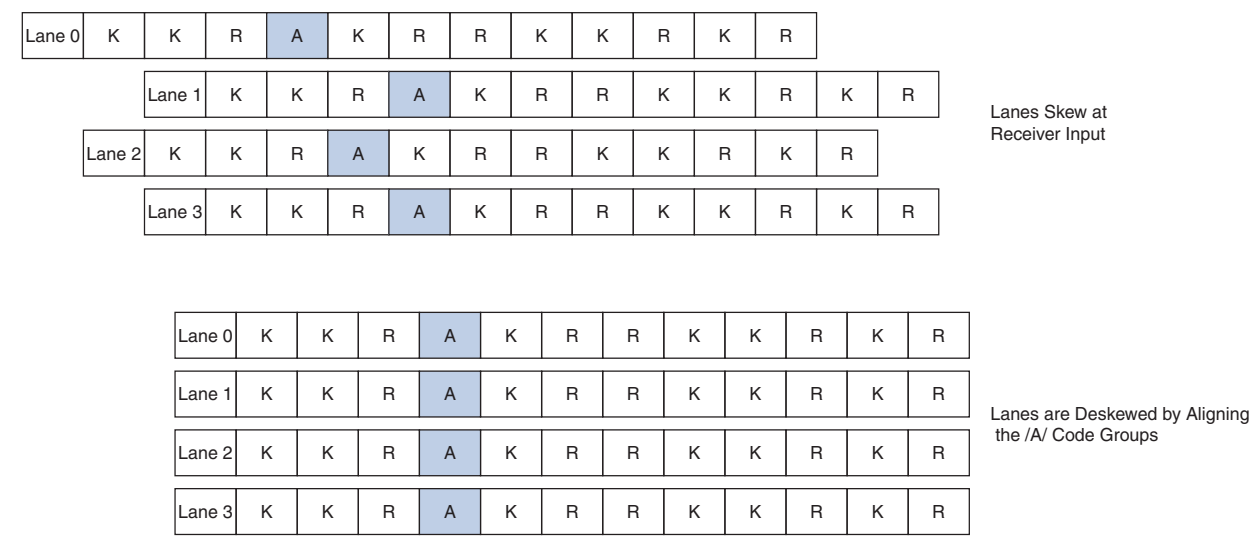 Lane 0 K K R A K R R K K R K R
Lane 1 K K R A K R R K K R K R
Lane 2 K K R A K R R K K R K R
Lane 3 K K R A K R R K K R K R
Lanes Skew at
Receiver Input
Lane 0 K K R A K R R K K R K R
Lane 1 K K R A K R R K K R K R
Lane 2 K K R A K R R K K R K R
Lane 3 K K R A K R R K K R K R
Lanes are Deskewed by Aligning
the /A/ Code Groups